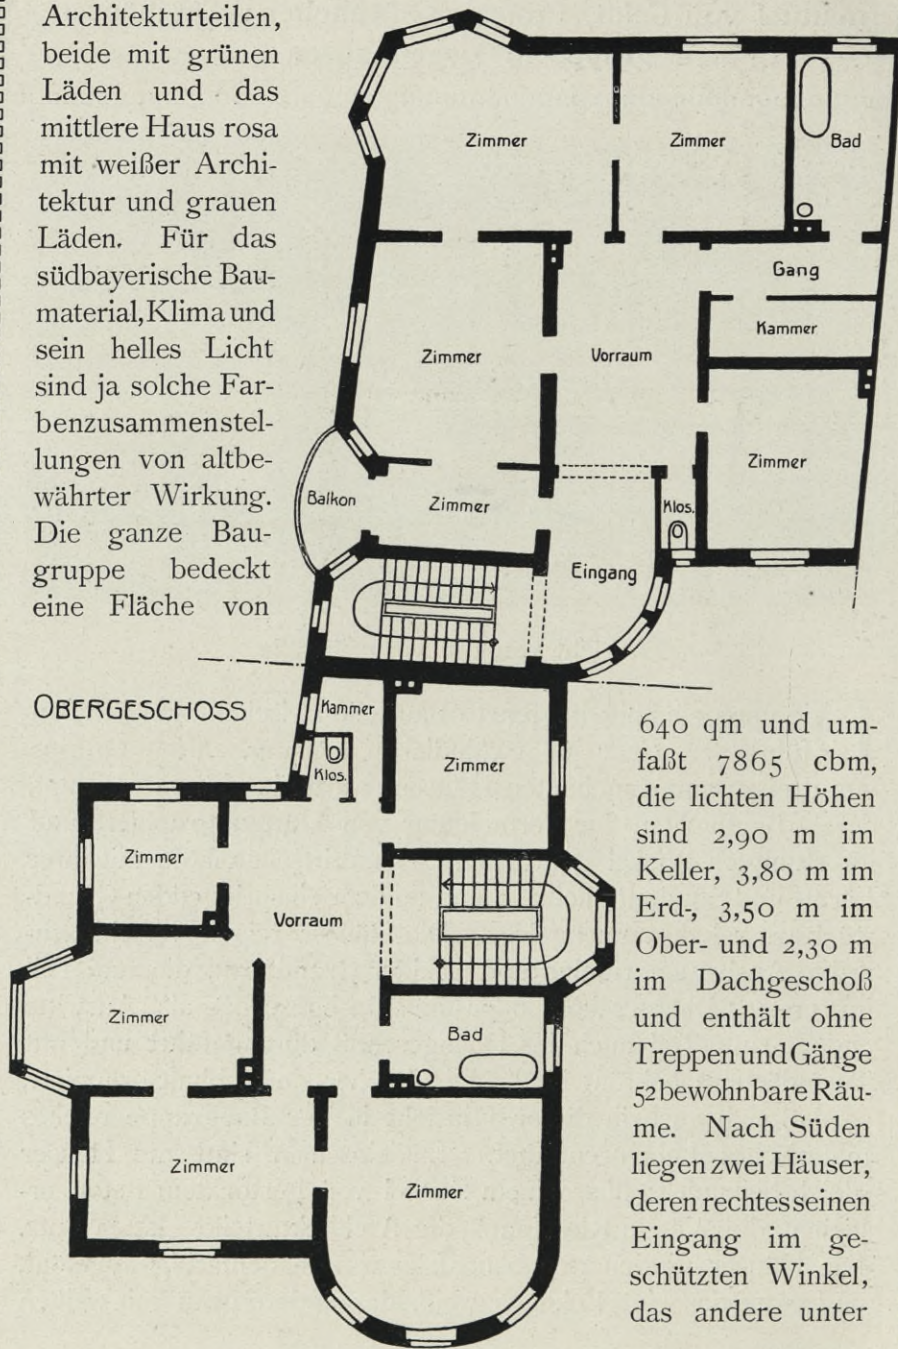 Architekturteilen,
beide mit grünen
Läden und das
mittlere Haus rosa
mit weißer Archi-
tektur und grauen
Läden. Für das
südbayerische Bau-
material, Klima und
sein helles Licht
sind ja solche Far-
benzusammenstel-
lungen von altbe-
währter Wirkung.
Die ganze Bau-
gruppe bedeckt
eine Fläche von
Zimmer
Zimmer
Bad
Gang
Kammer
Zimmer
Vorraum
Zimmer
Balkon
Zimmer
Klos.
Eingang
OBERGESCHOSS
Kammer
Klos.
Zimmer
Zimmer
Vorraum
Zimmer
Bad
Zimmer
Zimmer
640 qm und um-
faßt 7865 cbm,
die lichten Höhen
sind 2,90 m im
Keller, 3,80 m im
Erd-, 3,50 m im
Ober- und 2,30 m
im Dachgeschoß
und enthält ohne
Treppen und Gänge
52 bewohnbare Räu-
me. Nach Süden
liegen zwei Häuser,
deren rechtes seinen
Eingang im ge-
schützten Winkel,
das andere unter